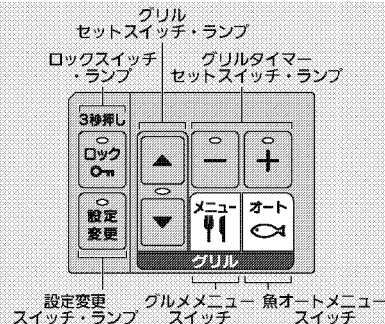 グリル
セットスイッチ・ランプ
ロックスイッチ
・ランプ
グリルタイマー
セットスイッチ・ランプ
3秒押し
ロック
▲
−
＋
設定
変更
▼
メニュー
オート
グリル
設定変更
スイッチ・ランプ
グルメメニュー
スイッチ
魚オートメニュー
スイッチ